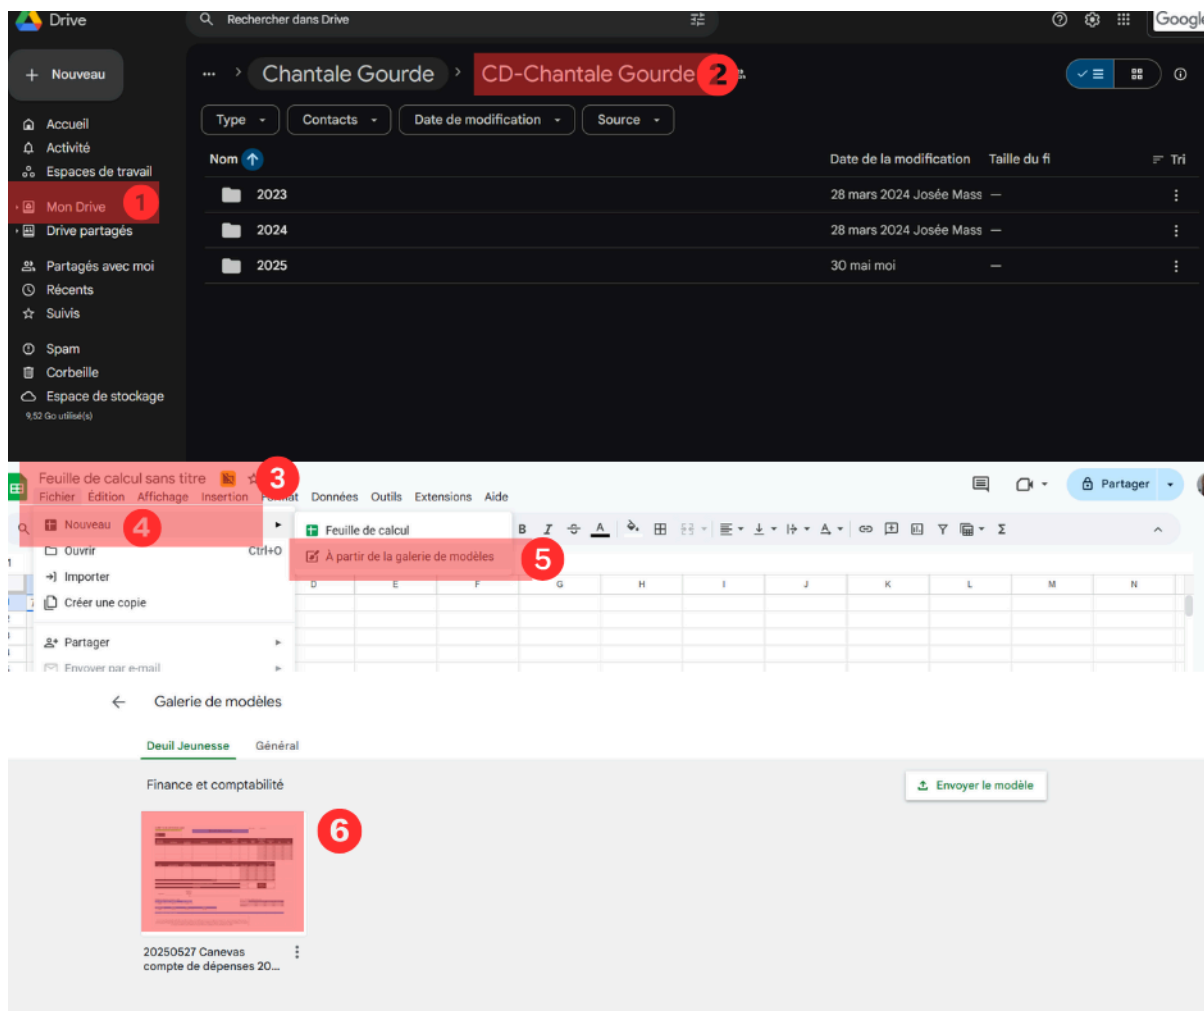 Drive
Rechercher dans Drive
Google
Nouveau
... > Chantale Gourde > CD-Chantale Gourde 2
Accueil
Activité
Espaces de travail
Mon Drive 1
Drive partagés
Partagés avec moi
Récents
Suivis
Spam
Corbeille
Espace de stockage
9,52 Go utilisé(s)
Type Contacts Date de modification Source
Nom Date de la modification Taille du fi Tri
2023 28 mars 2024 Josée Mass —
2024 28 mars 2024 Josée Mass —
2025 30 mai moi —
Feuille de calcul sans titre 3
Partager
Fichier Édition Affichage Insertion Format Données Outils Extensions Aide
Nouveau 4
Feuille de calcul
B I S A Σ
Ouvrir Ctrl+O
À partir de la galerie de modèles 5
Importer
D E F G H I J K L M N
Créer une copie
Partager
Envoyer par e-mail
Galerie de modèles
Deuil Jeunesse Général
Finance et comptabilité
Envoyer le modèle
6
20250527 Canevas
compte de dépenses 20...